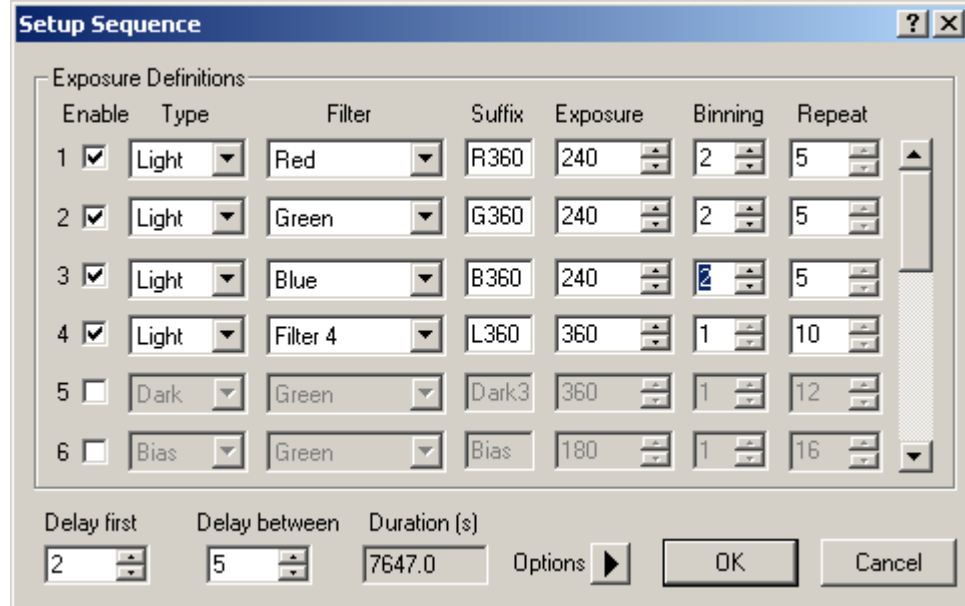 Setup Sequence
Exposure Definitions
Enable Type Filter Suffix Exposure Binning Repeat
1 Light Red R360 240 2 5
2 Light Green G360 240 2 5
3 Light Blue B360 240 2 5
4 Light Filter 4 L360 360 1 10
5 Dark Green Dark3 360 1 12
6 Bias Green Bias 180 1 16
Delay first Delay between Duration (s)
2 5 7647.0 Options OK Cancel